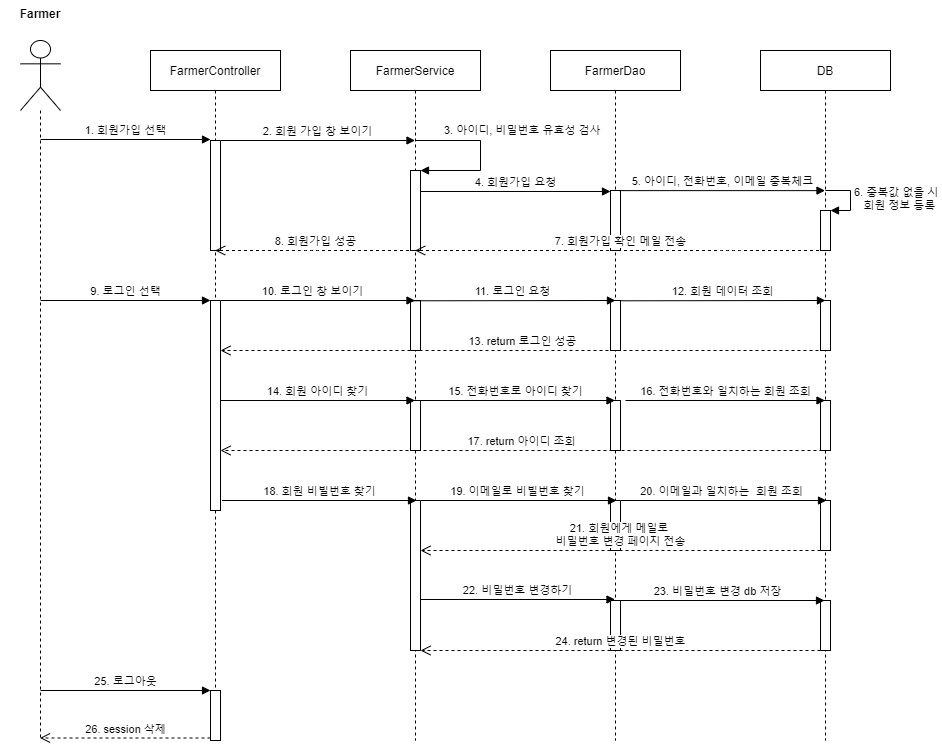 Farmer
FarmerController
FarmerService
FarmerDao
DB
1. 회원가입 선택
2. 회원 가입 창 보이기
3. 아이디, 비밀번호 유효성 검사
4. 회원가입 요청
5. 아이디, 전화번호, 이메일 중복체크
6. 중복값 없을 시
회원 정보 등록
8. 회원가입 성공
7. 회원가입 확인 메일 전송
9. 로그인 선택
10. 로그인 창 보이기
11. 로그인 요청
12. 회원 데이터 조회
13. return 로그인 성공
14. 회원 아이디 찾기
15. 전화번호로 아이디 찾기
16. 전화번호와 일치하는 회원 조회
17. return 아이디 조회
18. 회원 비빌번호 찾기
19. 이메일로 비빌번호 찾기
20. 이메일과 일치하는 회원 조회
21. 회원에게 메일로
비밀번호 변경 페이지 전송
22. 비밀번호 변경하기
23. 비밀번호 변경 db 저장
24. return 변경된 비밀번호
25. 로그아웃
26. session 삭제